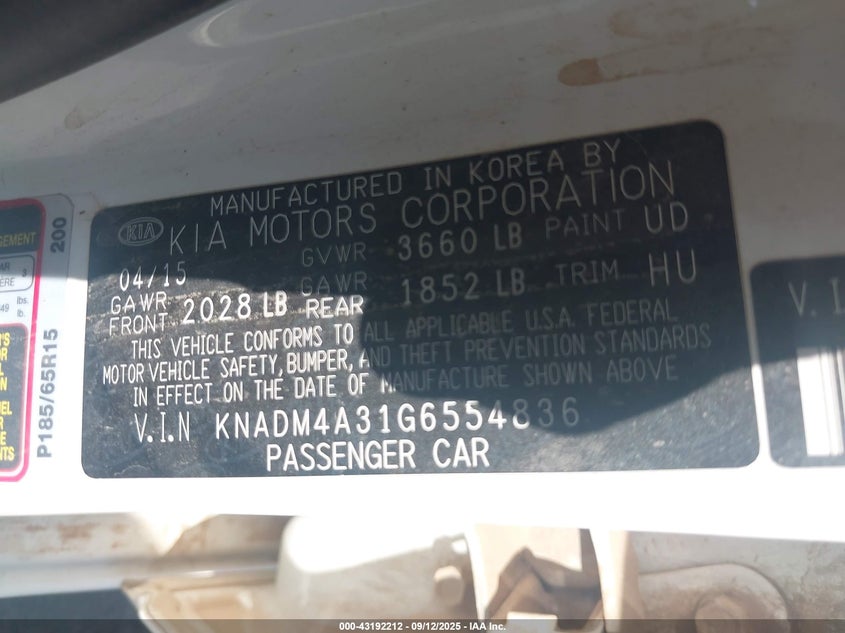 MANUFACTURED IN KOREA BY
KIA KIA MOTORS CORPORATION
04/15 GVWR 3660 LB PAINT UD
GAWR FRONT 2028 LB GAWR REAR 1852 LB TRIM HU
THIS VEHICLE CONFORMS TO ALL APPLICABLE U.S.A. FEDERAL
MOTOR VEHICLE SAFETY, BUMPER, AND THEFT PREVENTION STANDARDS
IN EFFECT ON THE DATE OF MANUFACTURE SHOWN ABOVE
V.I.N KNADM4A31G6554836
PASSENGER CAR
200
P185/65R15
lbs.
lb.
V.I.
000-43192212 - 09/12/2025 - IAA Inc.